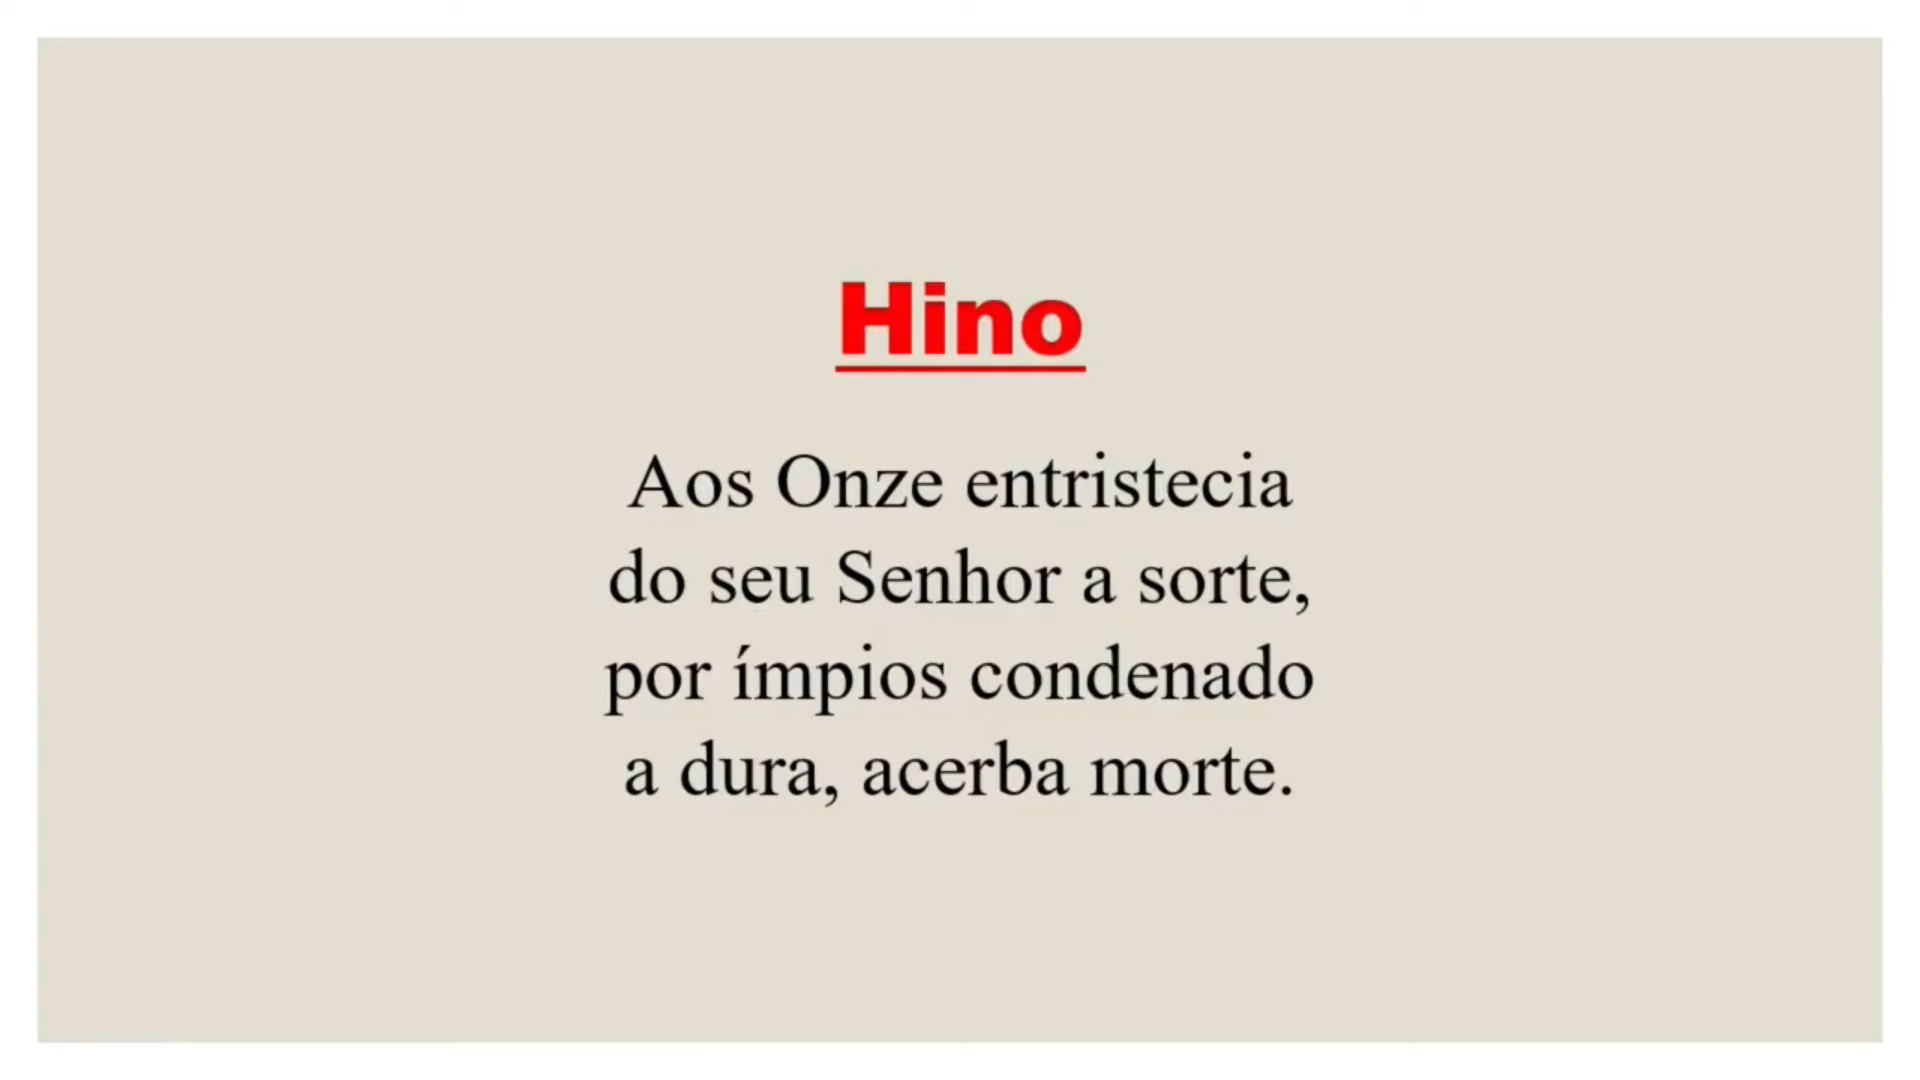 Hino
Aos Onze entristecia
do seu Senhor a sorte,
por ímpios condenado
a dura, acerba morte.